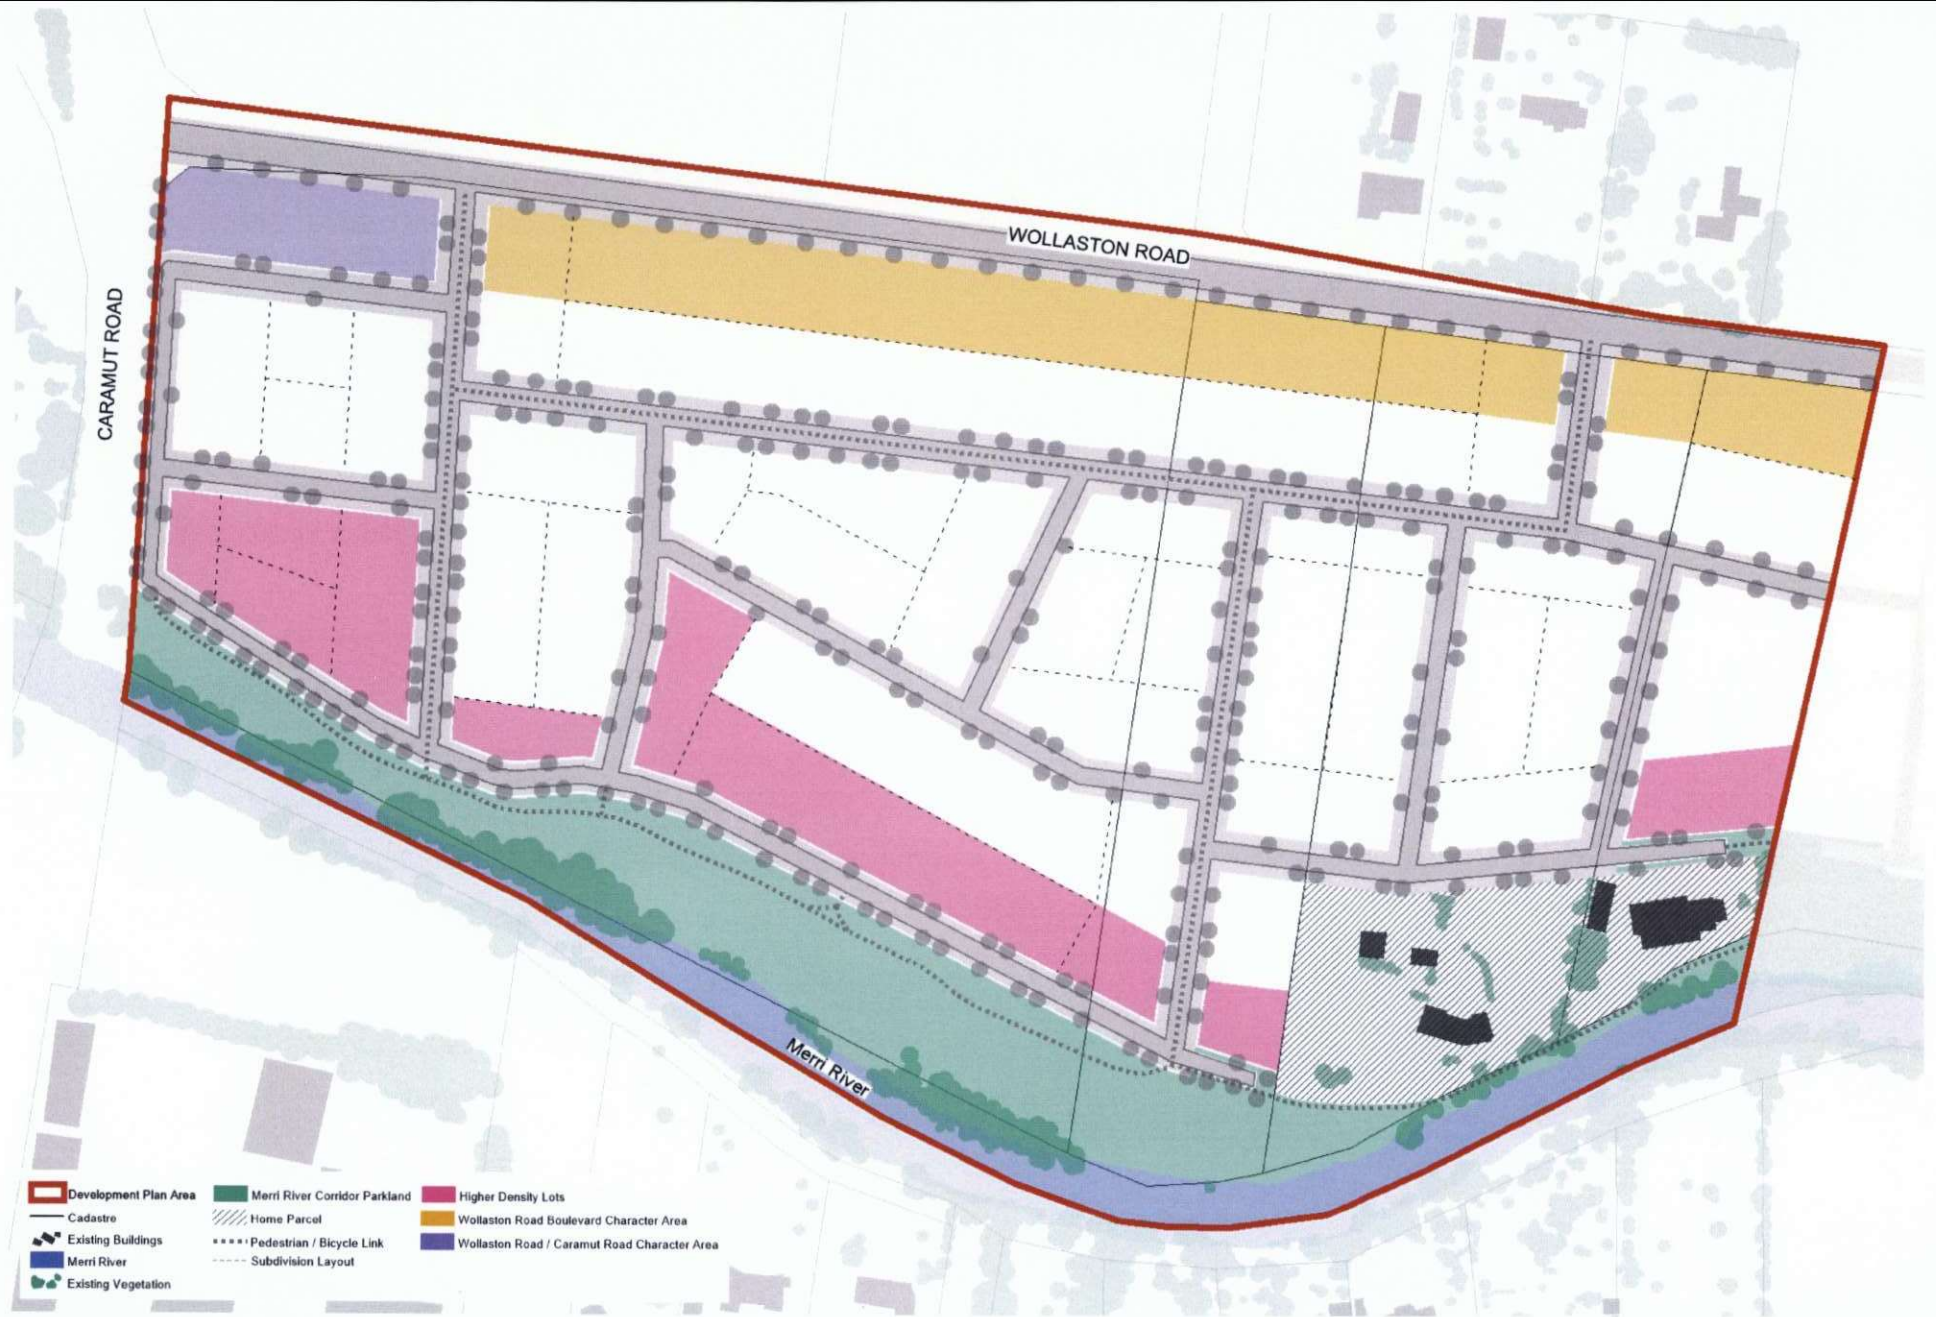 WOLLASTON ROAD
CARAMUT ROAD
Merri River
Development Plan Area
Cadastre
Existing Buildings
Merri River
Existing Vegetation
Merri River Corridor Parkland
Home Parcel
Pedestrian / Bicycle Link
Subdivision Layout
Higher Density Lots
Wollaston Road Boulevard Character Area
Wollaston Road / Caramut Road Character Area